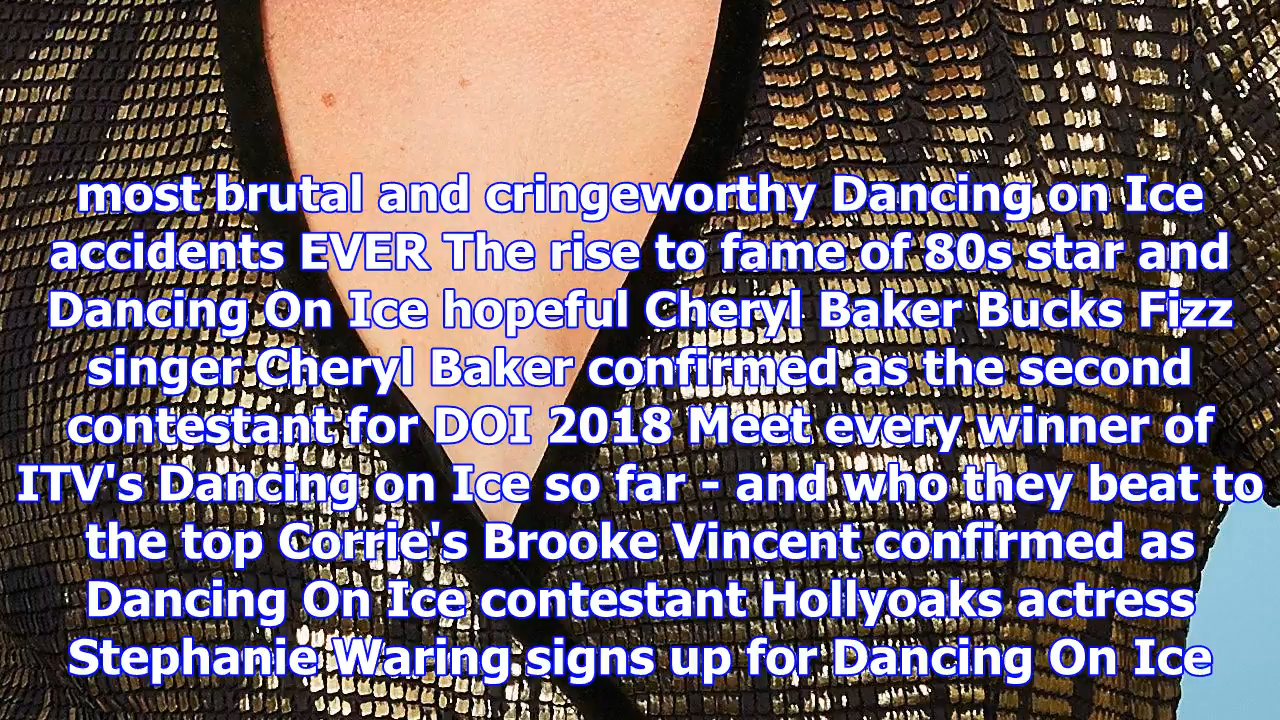 most brutal and cringeworthy Dancing on Ice
accidents EVER The rise to fame of 80s star and
Dancing On Ice hopeful Cheryl Baker Bucks Fizz
singer Cheryl Baker confirmed as the second
contestant for DOI 2018 Meet every winner of
ITV's Dancing on Ice so far - and who they beat to
the top Corrie's Brooke Vincent confirmed as
Dancing On Ice contestant Hollyoaks actress
Stephanie Waring signs up for Dancing On Ice